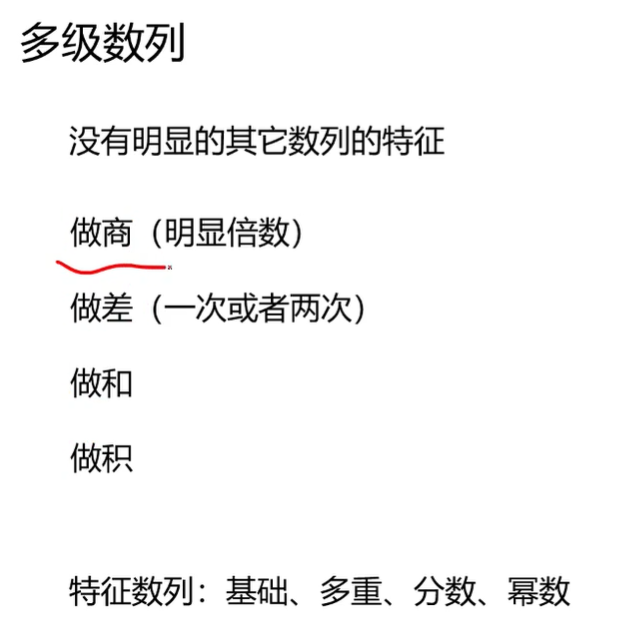 多级数列
没有明显的其它数列的特征
做商（明显倍数）
做差（一次或者两次）
做和
做积
特征数列：基础、多重、分数、幂数